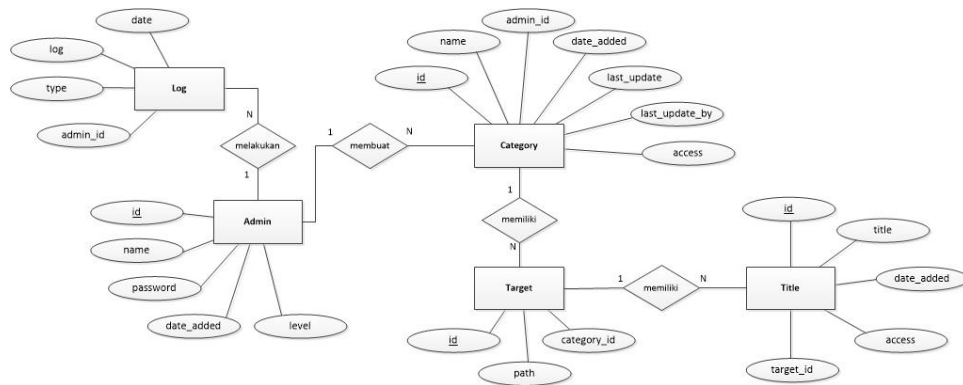 date
log
type
admin_id
Log
N
melakukan
1
id
name
password
date_added
level
Admin
1
membuat
N
id
name
admin_id
date_added
last_update
last_update_by
access
Category
1
memiliki
N
Target
id
path
category_id
1
memiliki
N
Title
id
title
date_added
access
target_id